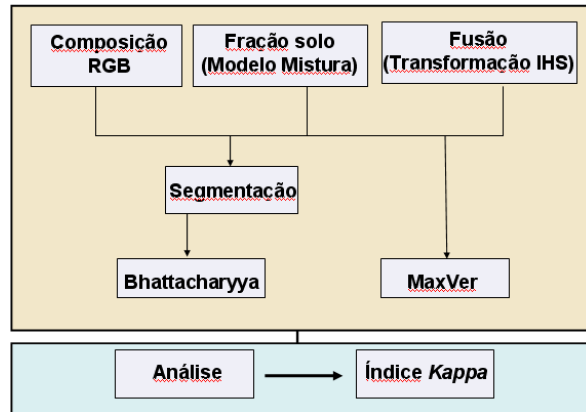 Composição
RGB
Fração solo
(Modelo Mistura)
Fusão
(Transformação IHS)
Segmentação
Bhattacharyya
MaxVer
Análise
Índice Kappa